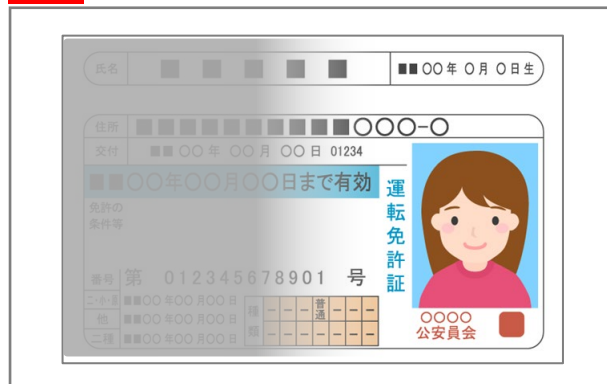 氏名 ■ ■ ■ ■ ■ ■■〇〇年 〇月 〇日生
住所 ■■■■■■■■■■■〇〇〇-〇
交付 ■■〇〇年 〇〇月 〇〇日 01234
■■〇〇年〇〇月〇〇日まで有効
免許の
条件等
運転免許証
番号 第 012345678901 号
二・小・原 ■■〇〇年〇〇月〇〇日
他 ■■〇〇年〇〇月〇〇日
二種 ■■〇〇年〇〇月〇〇日
種類 - - - 普通 - - -
- - - - - - -
〇〇〇〇
公安員会